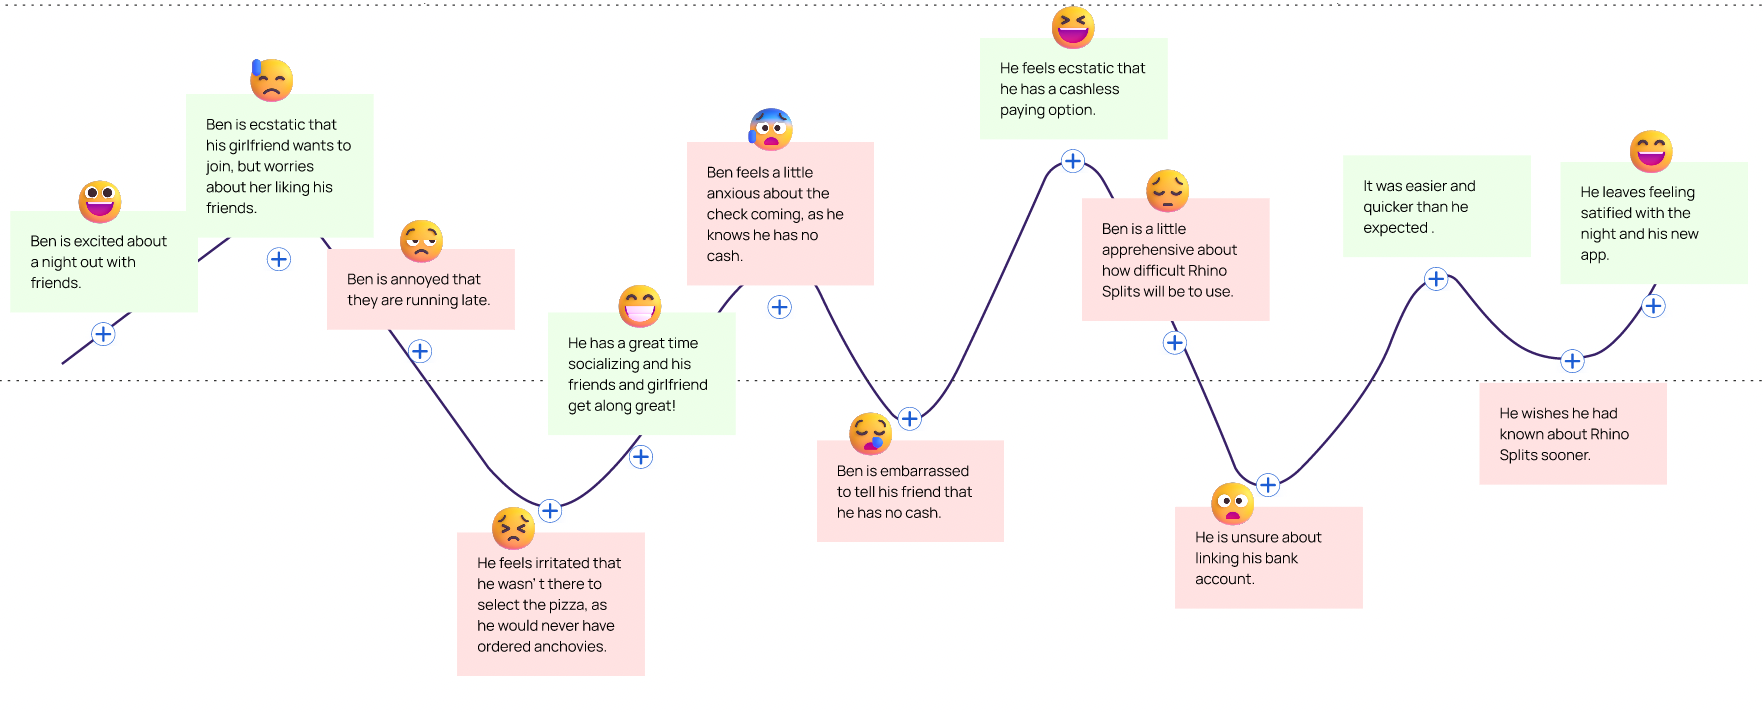 Ben is excited about
a night out with
friends.
Ben is ecstatic that
his girlfriend wants to
join, but worries
about her liking his
friends.
Ben is annoyed that
they are running late.
He feels irritated that
he wasn' t there to
select the pizza, as
he would never have
ordered anchovies.
He has a great time
socializing and his
friends and girlfriend
get along great!
Ben feels a little
anxious about the
check coming, as he
knows he has no
cash.
Ben is embarrassed
to tell his friend that
he has no cash.
He feels ecstatic that
he has a cashless
paying option.
Ben is a little
apprehensive about
how difficult Rhino
Splits will be to use.
He is unsure about
linking his bank
account.
It was easier and
quicker than he
expected .
He wishes he had
known about Rhino
Splits sooner.
He leaves feeling
satified with the
night and his new
app.